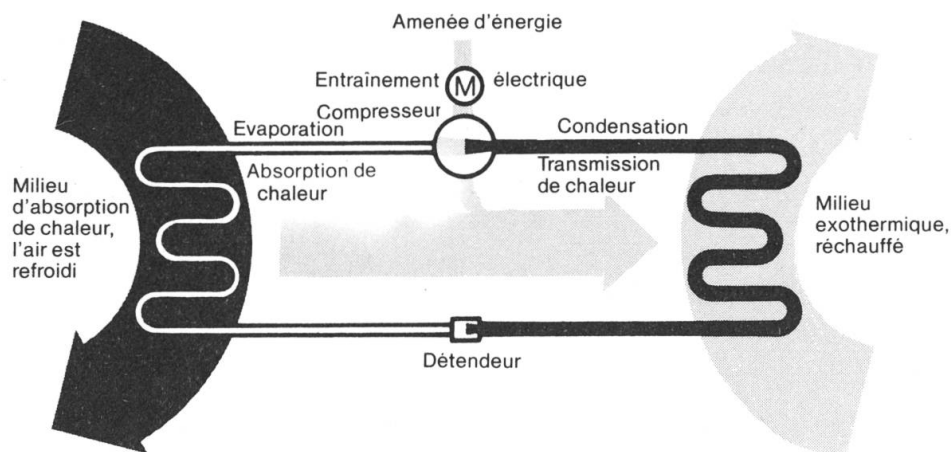 Amenée d'énergie
Entraînement M électrique
Compresseur
Evaporation
Condensation
Absorption de
chaleur
Transmission
de chaleur
Milieu
d'absorption
de chaleur,
l'air est
refroidi
Milieu
exothermique,
réchauffé
Détendeur